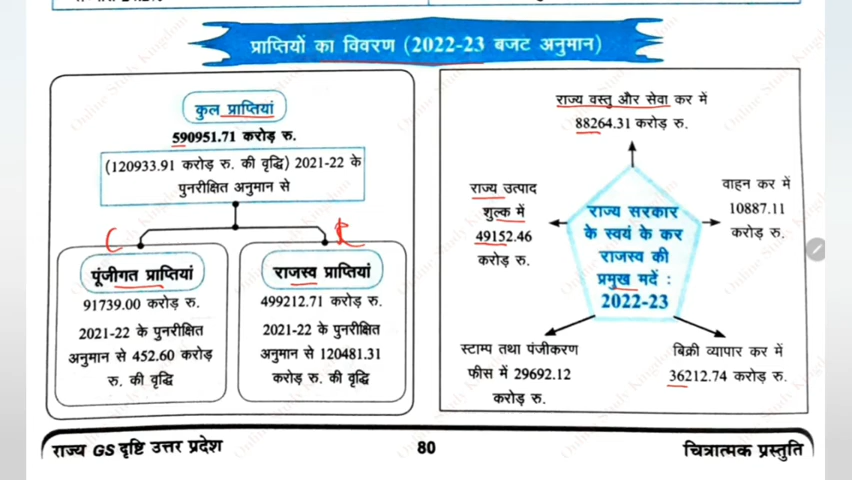 प्राप्तियों का विवरण (2022-23 बजट अनुमान)
कुल प्राप्तियां
590951.71 करोड़ रु.
(120933.91 करोड़ रु. की वृद्धि) 2021-22 के
पुनरीक्षित अनुमान से
C
R
पूंजीगत प्राप्तियां
91739.00 करोड़ रु.
2021-22 के पुनरीक्षित
अनुमान से 452.60 करोड़
रु. की वृद्धि
राजस्व प्राप्तियां
499212.71 करोड़ रु.
2021-22 के पुनरीक्षित
अनुमान से 120481.31
करोड़ रु. की वृद्धि
राज्य वस्तु और सेवा कर में
88264.31 करोड़ रु.
राज्य उत्पाद
शुल्क में
49152.46
करोड़ रु.
राज्य सरकार
के स्वयं के कर
राजस्व की
प्रमुख मदें :
2022-23
वाहन कर में
10887.11
करोड़ रु.
स्टाम्प तथा पंजीकरण
फीस में 29692.12
करोड़ रु.
बिक्री व्यापार कर में
36212.74 करोड़ रु.
राज्य GS दृष्टि उत्तर प्रदेश
80
चित्रात्मक प्रस्तुति
Online Study Kingdom